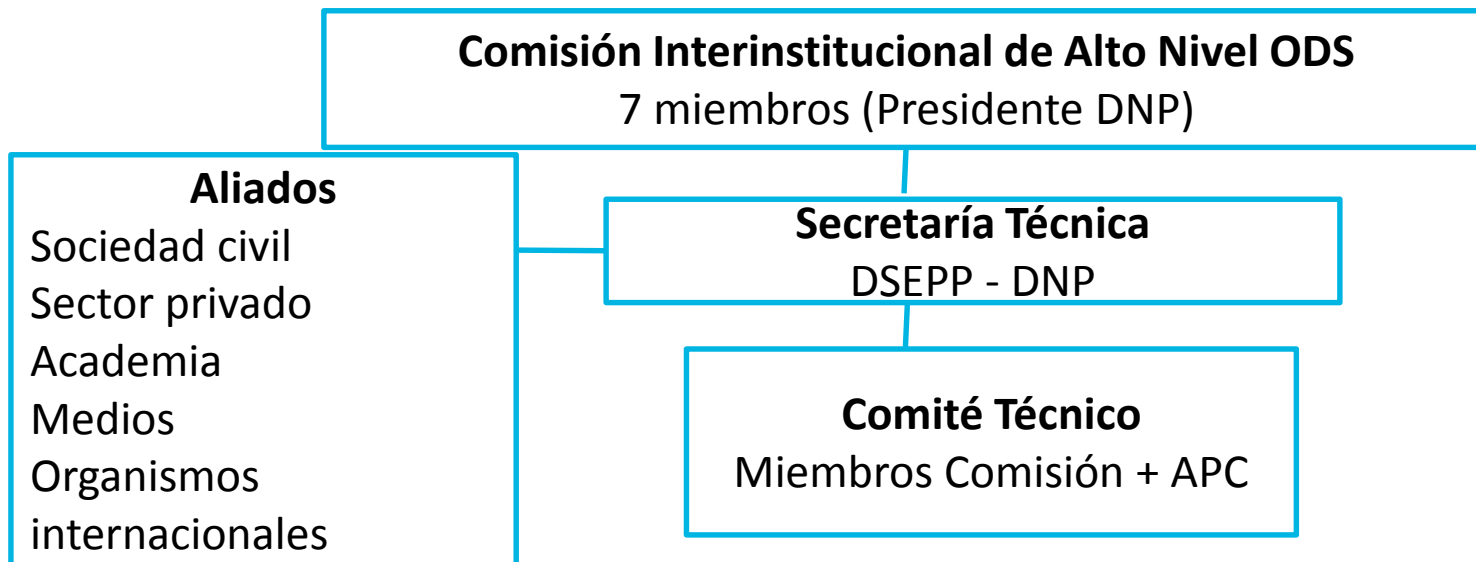 Comisión Interinstitucional de Alto Nivel ODS
7 miembros (Presidente DNP)
Aliados
Sociedad civil
Sector privado
Academia
Medios
Organismos
internacionales
Secretaría Técnica
DSEPP - DNP
Comité Técnico
Miembros Comisión + APC